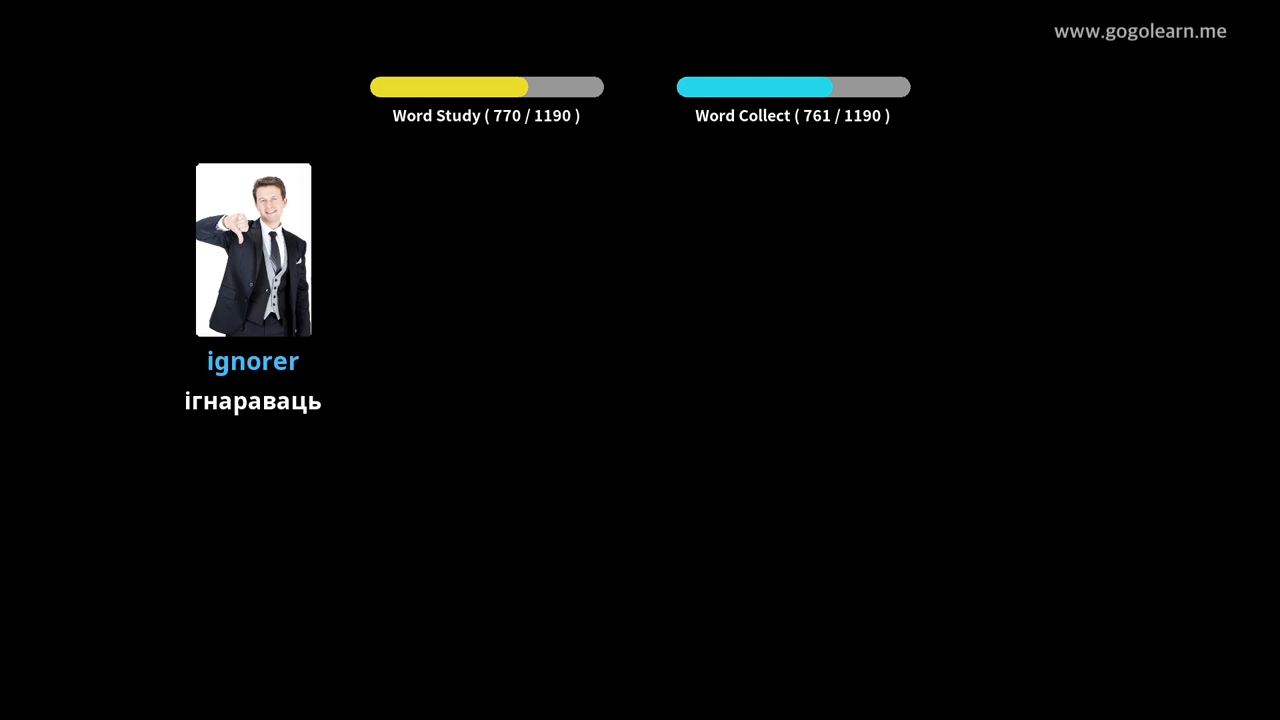 www.gogolearn.me
Word Study ( 770 / 1190 )
Word Collect ( 761 / 1190 )
ignorer
ігнараваць